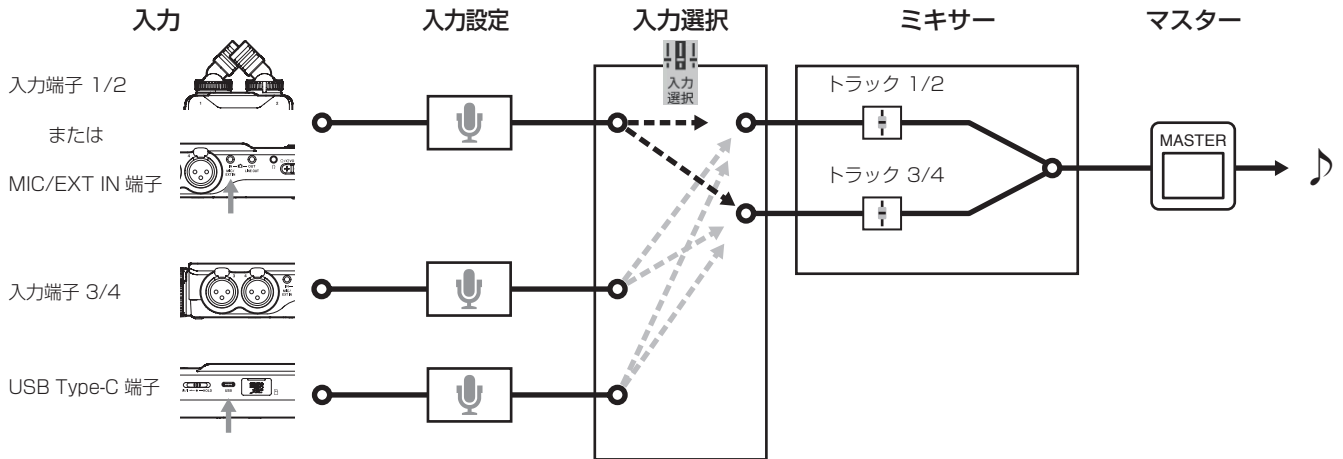 入力
入力設定
入力選択
ミキサー
マスター
入力
選択
入力端子 1/2
または
MIC/EXT IN 端子
トラック 1/2
トラック 3/4
MASTER
入力端子 3/4
USB Type-C 端子
USB